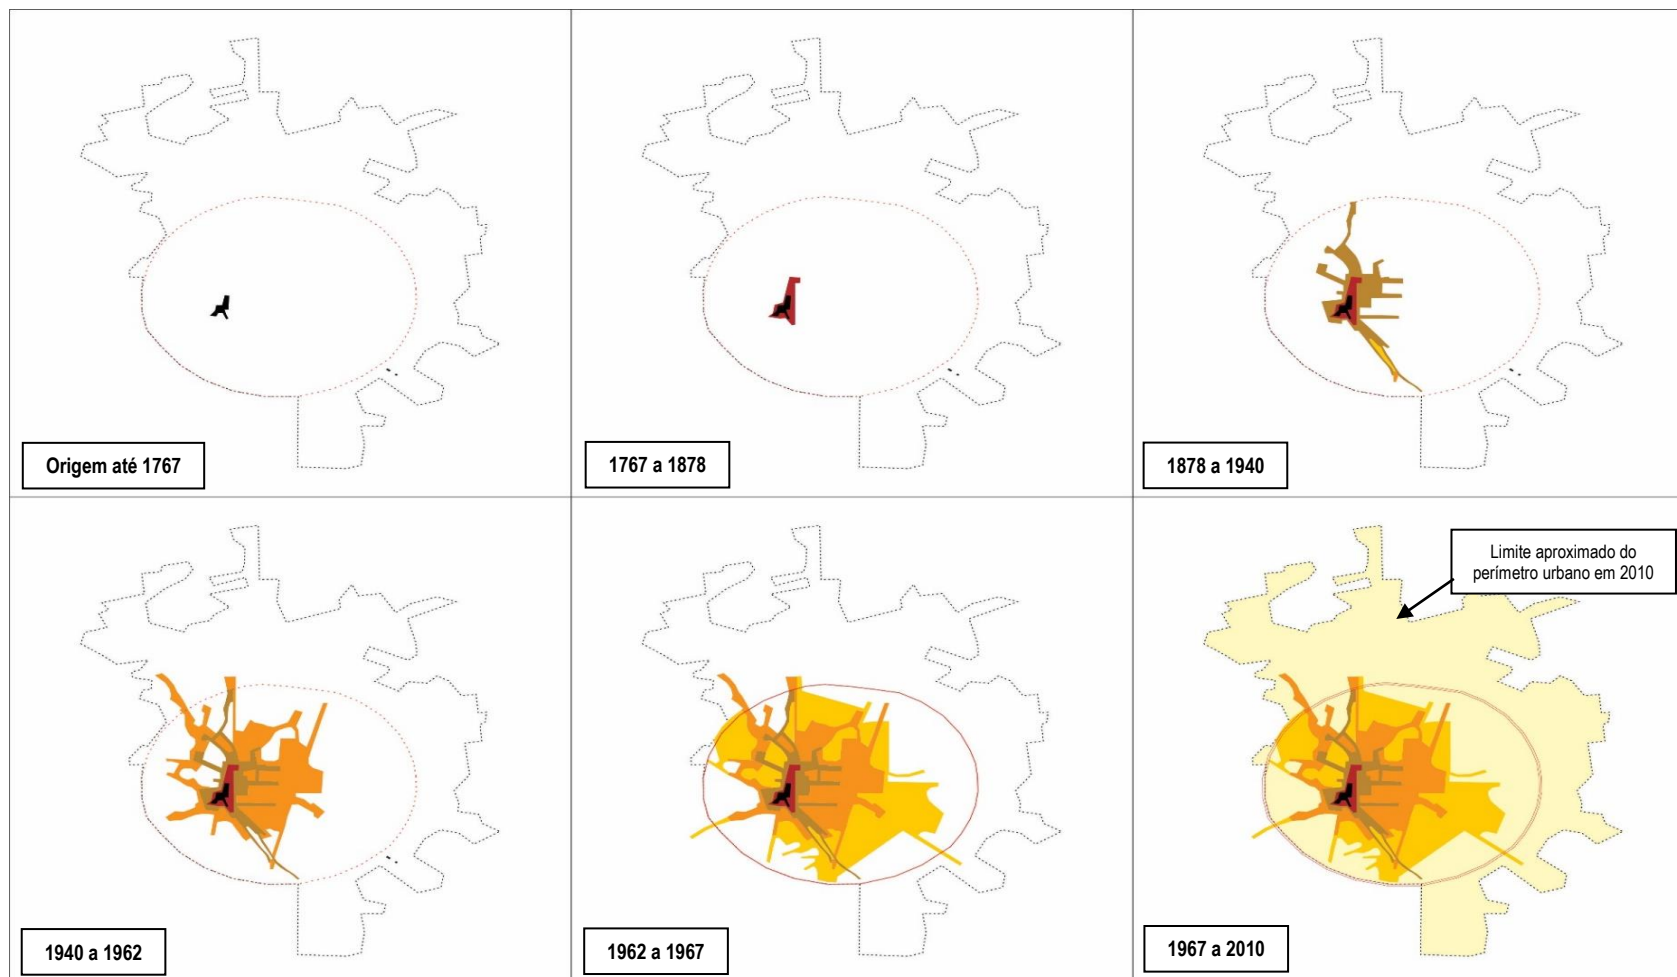 Origem até 1767
1767 a 1878
1878 a 1940
1940 a 1962
1962 a 1967
Limite aproximado do
perímetro urbano em 2010
1967 a 2010